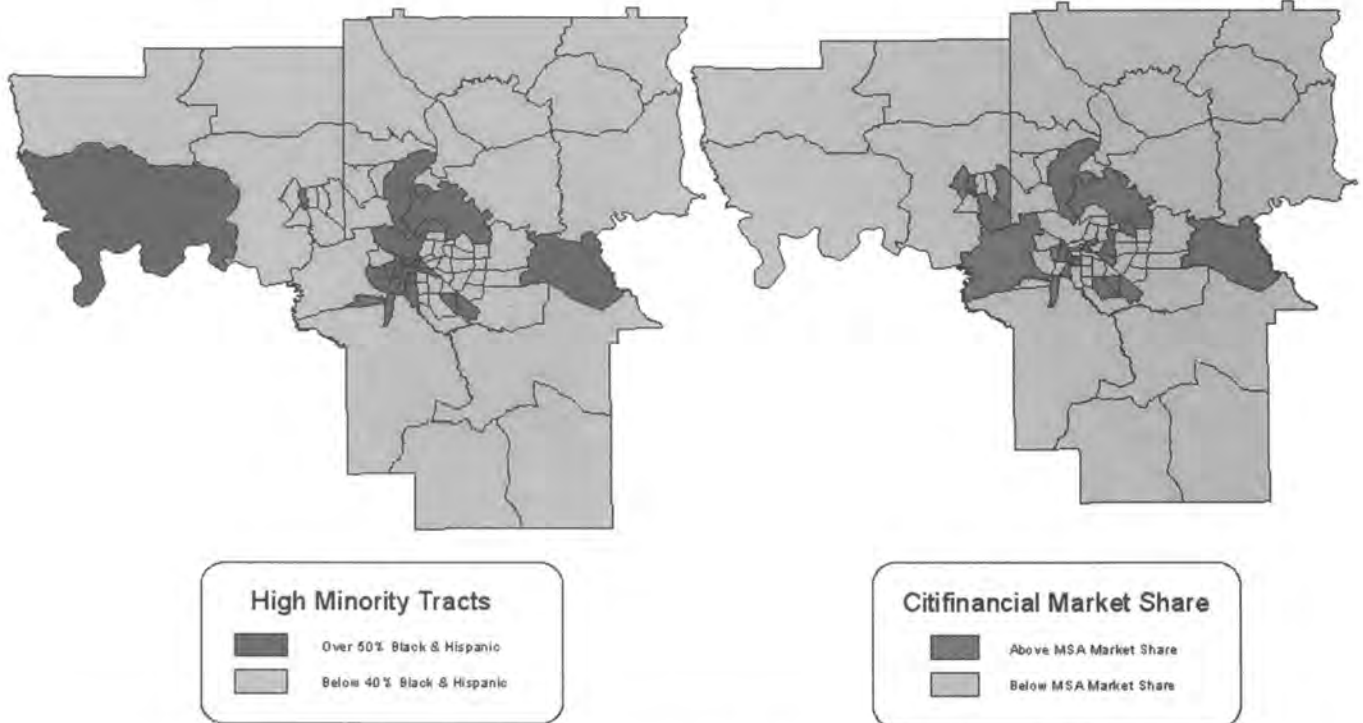 High Minority Tracts
Over 50% Black & Hispanic
Below 40% Black & Hispanic
Citifinancial Market Share
Above MSA Market Share
Below MSA Market Share